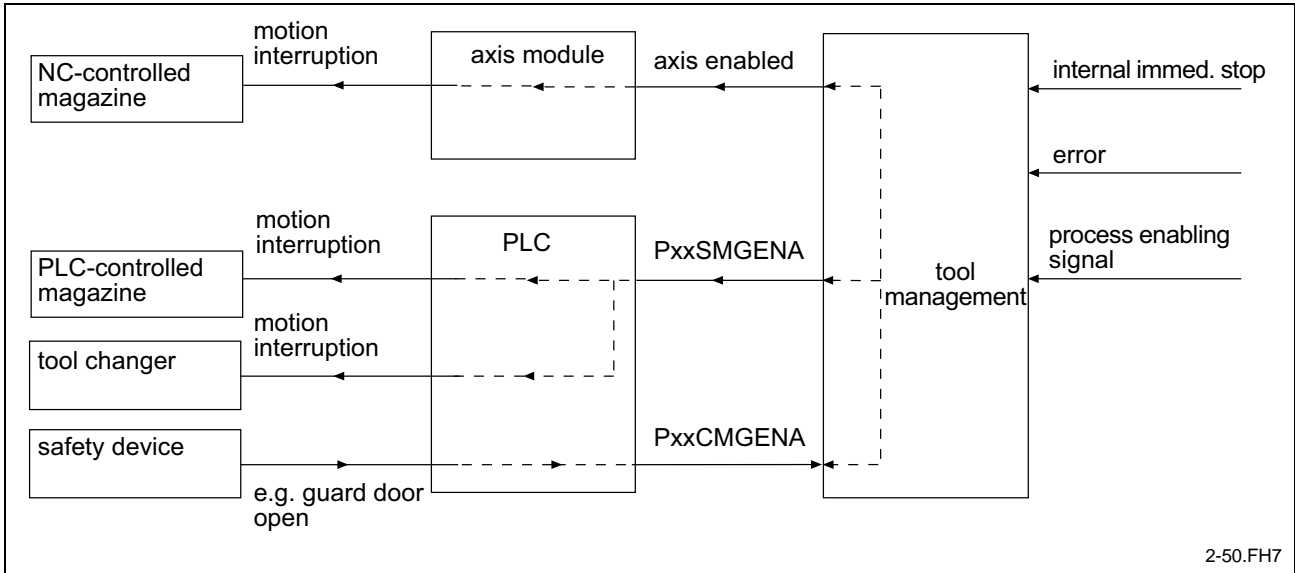 motion
interruption
NC-controlled
magazine
axis module
axis enabled
internal immed. stop
error
motion
interruption
PLC-controlled
magazine
PLC
PxxSMGENA
tool
management
process enabling
signal
motion
interruption
tool changer
safety device
PxxCMGENA
e.g. guard door
open
2-50.FH7